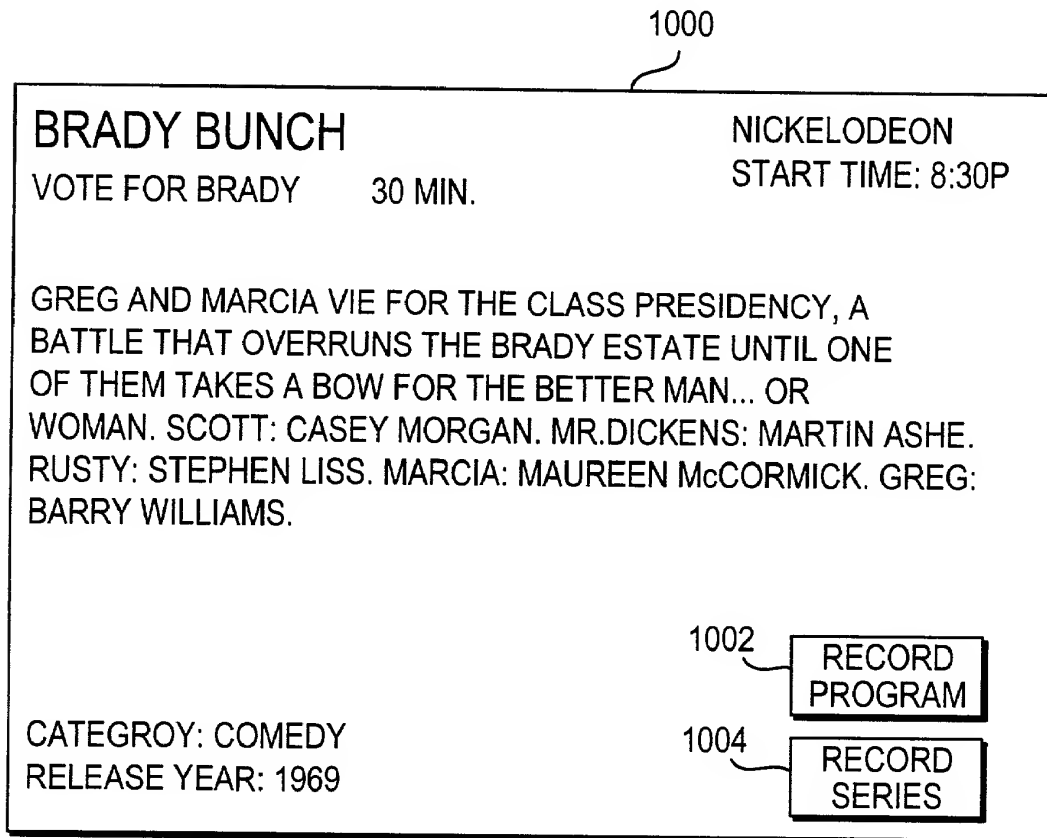 1000
BRADY BUNCH
NICKELODEON
VOTE FOR BRADY 30 MIN.
START TIME: 8:30P
GREG AND MARCIA VIE FOR THE CLASS PRESIDENCY, A
BATTLE THAT OVERRUNS THE BRADY ESTATE UNTIL ONE
OF THEM TAKES A BOW FOR THE BETTER MAN... OR
WOMAN. SCOTT: CASEY MORGAN. MR.DICKENS: MARTIN ASHE.
RUSTY: STEPHEN LISS. MARCIA: MAUREEN McCORMICK. GREG:
BARRY WILLIAMS.
1002
RECORD
PROGRAM
CATEGROY: COMEDY
RELEASE YEAR: 1969
1004
RECORD
SERIES